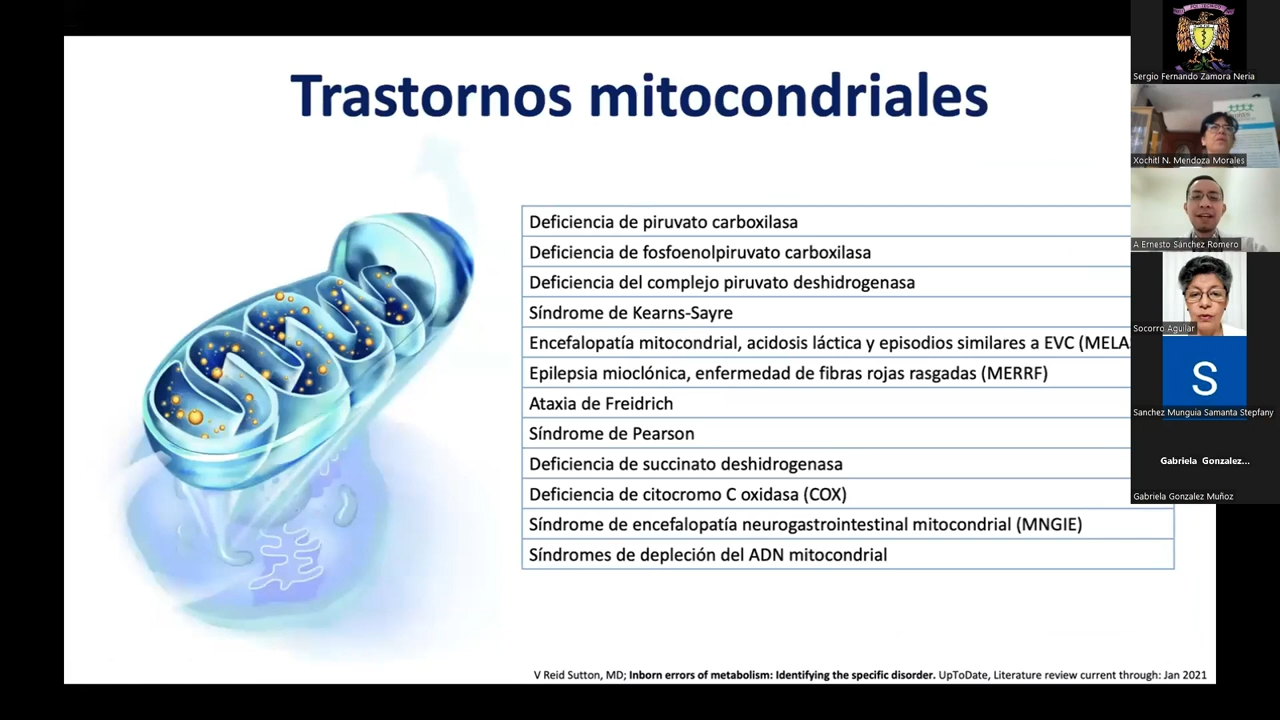 Trastornos mitocondriales
Deficiencia de piruvato carboxilasa
Deficiencia de fosfoenolpiruvato carboxilasa
Deficiencia del complejo piruvato deshidrogenasa
Síndrome de Kearns-Sayre
Encefalopatía mitocondrial, acidosis láctica y episodios similares a EVC (MELA
Epilepsia mioclónica, enfermedad de fibras rojas rasgadas (MERRF)
Ataxia de Freidrich
Síndrome de Pearson
Deficiencia de succinato deshidrogenasa
Deficiencia de citocromo C oxidasa (COX)
Síndrome de encefalopatía neurogastrointestinal mitocondrial (MNGIE)
Síndromes de depleción del ADN mitocondrial
V Reid Sutton, MD; Inborn errors of metabolism: Identifying the specific disorder. UpToDate, Literature review current through: Jan 2021
Sergio Fernando Zamora Neria
Xochitl N. Mendoza Morales
A Ernesto Sánchez Romero
Socorro Aguilar
S
Sanchez Munguia Samanta Stepfany
Gabriela Gonzalez...
Gabriela Gonzalez Muñoz